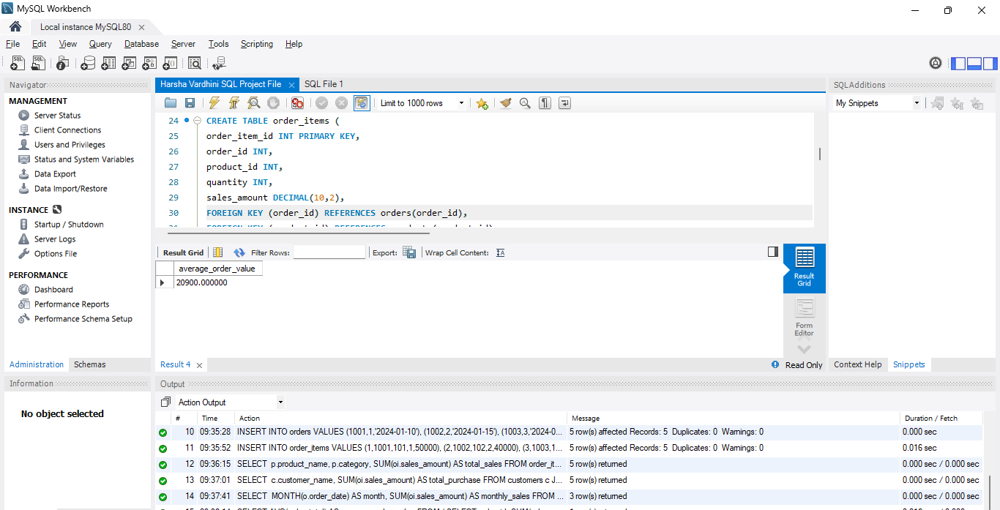 MySQL Workbench
Local instance MySQL80
File Edit View Query Database Server Tools Scripting Help
Navigator
MANAGEMENT
Server Status
Client Connections
Users and Privileges
Status and System Variables
Data Export
Data Import/Restore
INSTANCE
Startup / Shutdown
Server Logs
Options File
PERFORMANCE
Dashboard
Performance Reports
Performance Schema Setup
Administration Schemas
Information
No object selected
Harsha Vardhini SQL Project File SQL File 1
Limit to 1000 rows
24 CREATE TABLE order_items (
25 order_item_id INT PRIMARY KEY,
26 order_id INT,
27 product_id INT,
28 quantity INT,
29 sales_amount DECIMAL(10,2),
30 FOREIGN KEY (order_id) REFERENCES orders(order_id),
Result Grid Filter Rows: Export: Wrap Cell Content:
average_order_value
20900.000000
Result Grid
Form Editor
Result 4
Read Only
SQLAdditions
My Snippets
Context Help Snippets
Output
Action Output
# Time Action Message Duration / Fetch
10 09:35:28 INSERT INTO orders VALUES (1001,1,'2024-01-10'), (1002,2,'2024-01-15'), (1003,3,'2024-0... 5 row(s) affected Records: 5 Duplicates: 0 Warnings: 0 0.000 sec
11 09:35:52 INSERT INTO order_items VALUES (1,1001,101,1,50000), (2,1002,102,2,40000), (3,1003,1... 5 row(s) affected Records: 5 Duplicates: 0 Warnings: 0 0.016 sec
12 09:36:15 SELECT p.product_name, p.category, SUM(oi.sales_amount) AS total_sales FROM order_it... 5 row(s) returned 0.000 sec / 0.000 sec
13 09:37:01 SELECT c.customer_name, SUM(oi.sales_amount) AS total_purchase FROM customers c J... 5 row(s) returned 0.000 sec / 0.000 sec
14 09:37:41 SELECT MONTH(o.order_date) AS month, SUM(oi.sales_amount) AS monthly_sales FROM ... 3 row(s) returned 0.000 sec / 0.000 sec